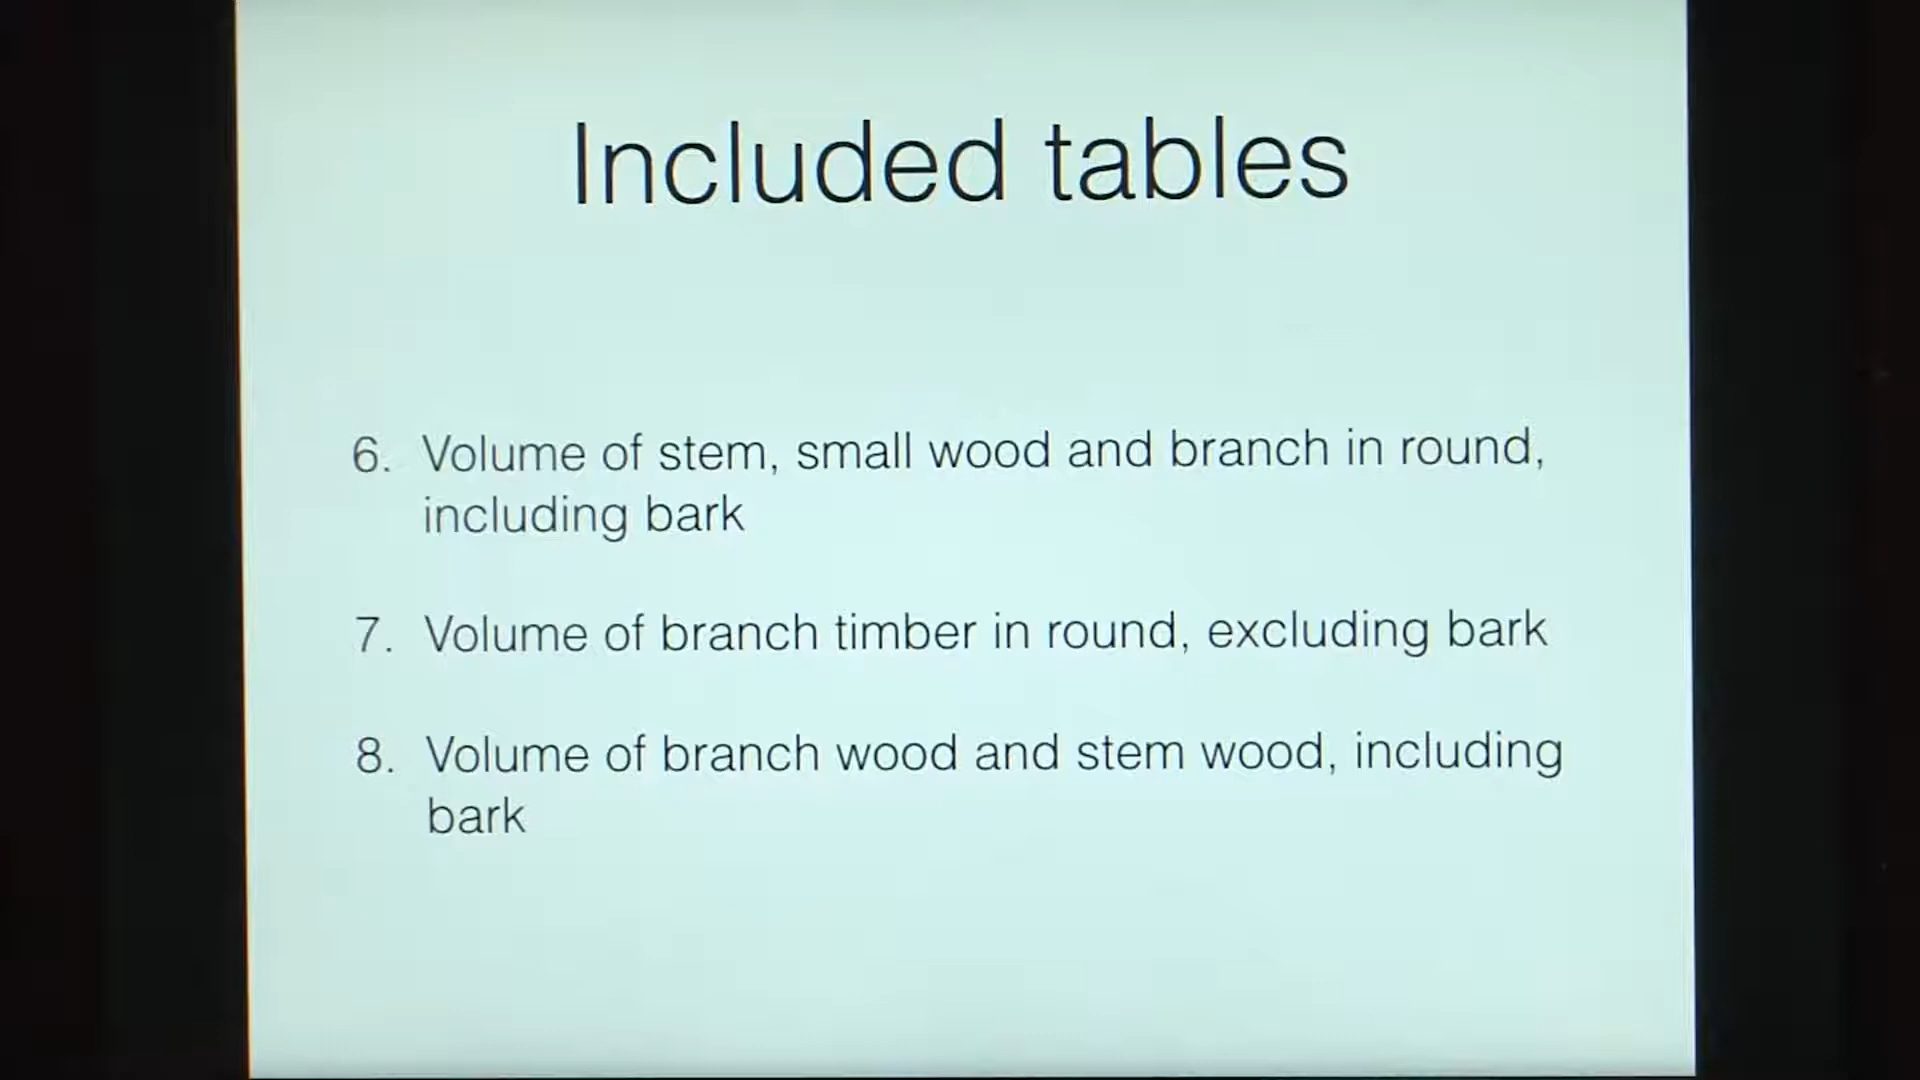 Included tables
6. Volume of stem, small wood and branch in round,
including bark
7. Volume of branch timber in round, excluding bark
8. Volume of branch wood and stem wood, including
bark